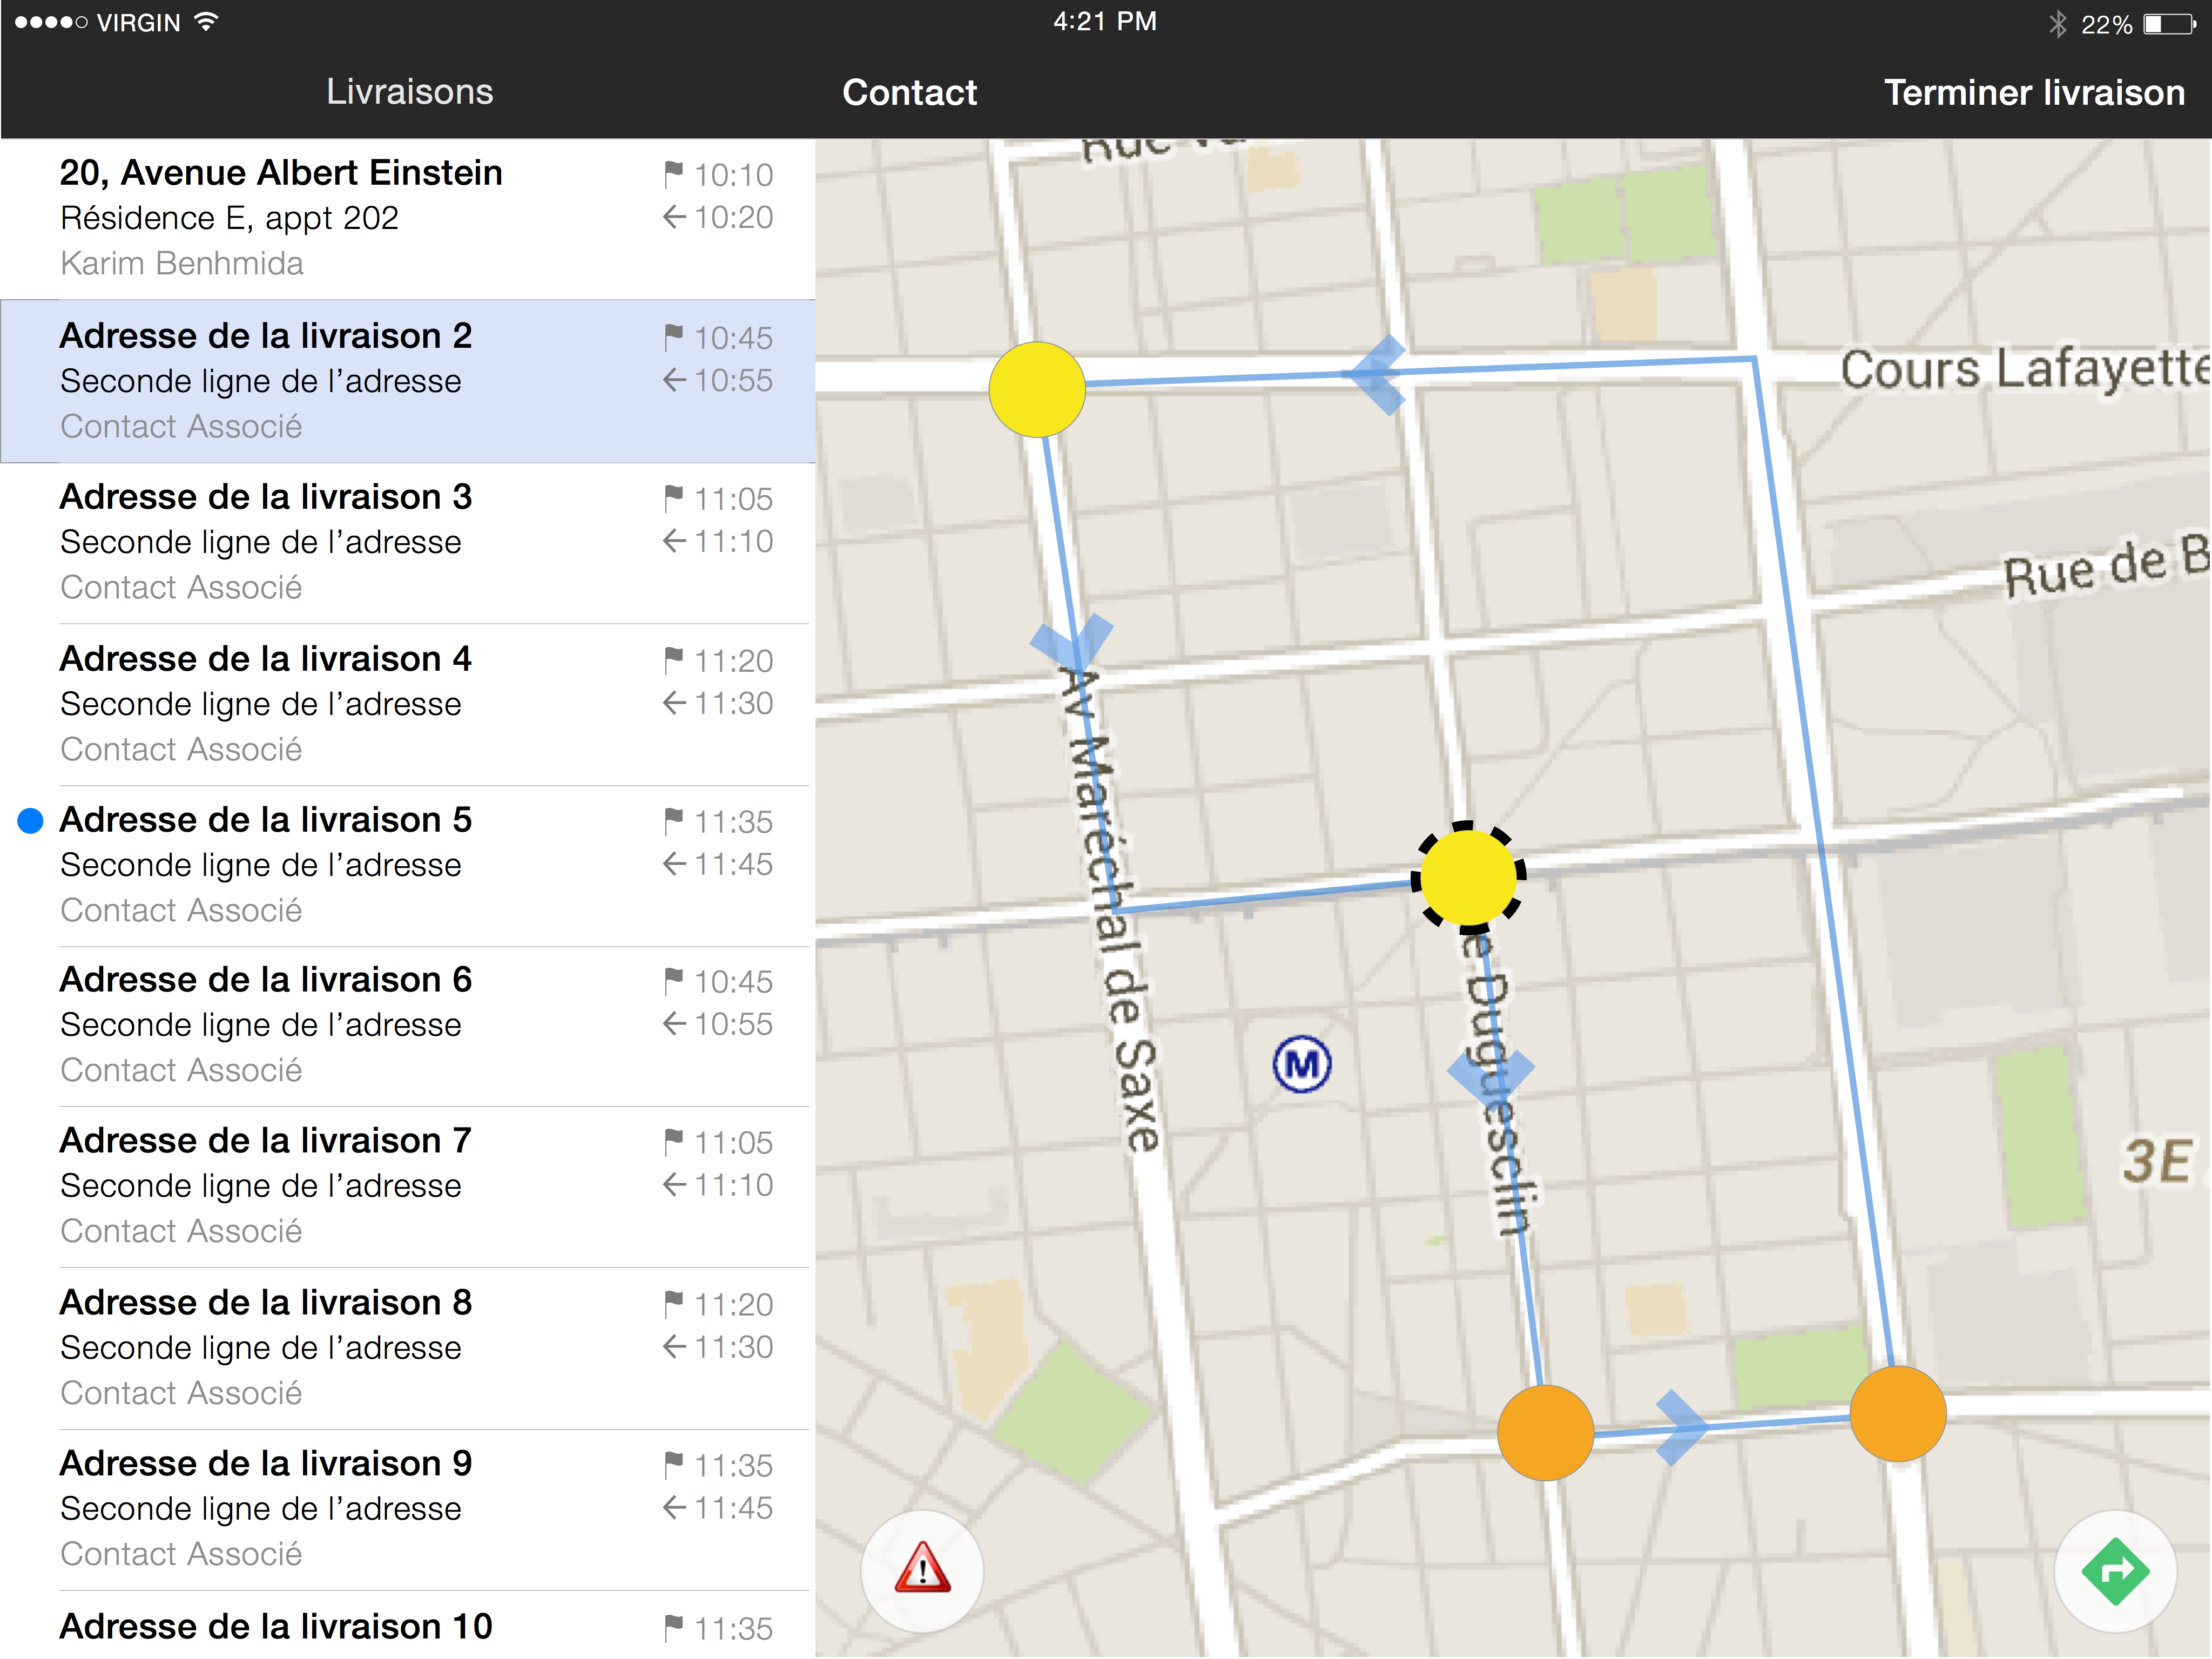 VIRGIN
4:21 PM
22%
Livraisons
Contact
Terminer livraison
20, Avenue Albert Einstein
10:10
Résidence E, appt 202
10:20
Karim Benhmida
Adresse de la livraison 2
10:45
Seconde ligne de l’adresse
10:55
Contact Associé
Adresse de la livraison 3
11:05
Seconde ligne de l’adresse
11:10
Contact Associé
Adresse de la livraison 4
11:20
Seconde ligne de l’adresse
11:30
Contact Associé
Adresse de la livraison 5
11:35
Seconde ligne de l’adresse
11:45
Contact Associé
Adresse de la livraison 6
10:45
Seconde ligne de l’adresse
10:55
Contact Associé
Adresse de la livraison 7
11:05
Seconde ligne de l’adresse
11:10
Contact Associé
Adresse de la livraison 8
11:20
Seconde ligne de l’adresse
11:30
Contact Associé
Adresse de la livraison 9
11:35
Seconde ligne de l’adresse
11:45
Contact Associé
Adresse de la livraison 10
11:35
Rue
Cours Lafayette
Rue de B
Av Maréchal de Saxe
e Duguesclin
M
3E